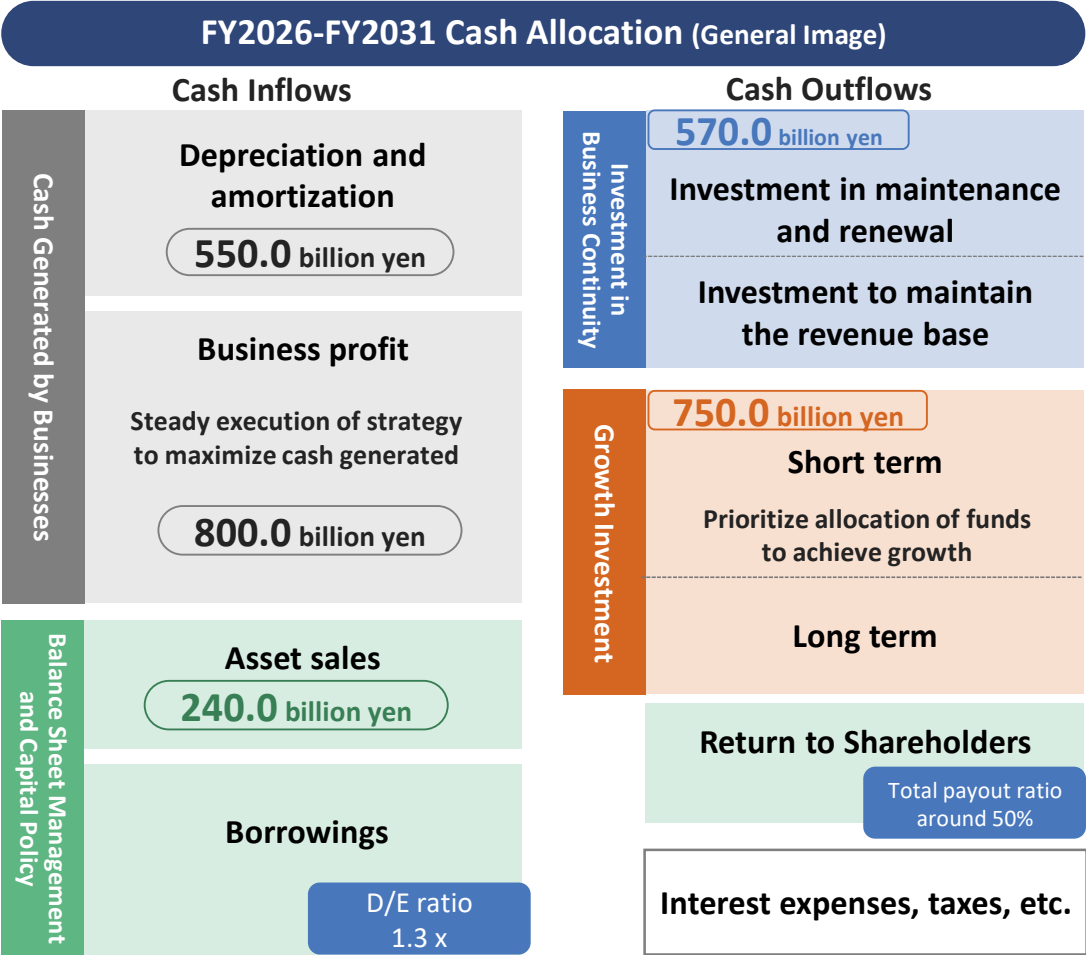 FY2026-FY2031 Cash Allocation (General Image)
Cash Inflows
Cash Generated by Businesses
Depreciation and
amortization
550.0 billion yen
Business profit
Steady execution of strategy
to maximize cash generated
800.0 billion yen
Balance Sheet Management
and Capital Policy
Asset sales
240.0 billion yen
Borrowings
D/E ratio
1.3 x
Cash Outflows
Investment in
Business Continuity
570.0 billion yen
Investment in maintenance
and renewal
Investment to maintain
the revenue base
Growth Investment
750.0 billion yen
Short term
Prioritize allocation of funds
to achieve growth
Long term
Return to Shareholders
Total payout ratio
around 50%
Interest expenses, taxes, etc.